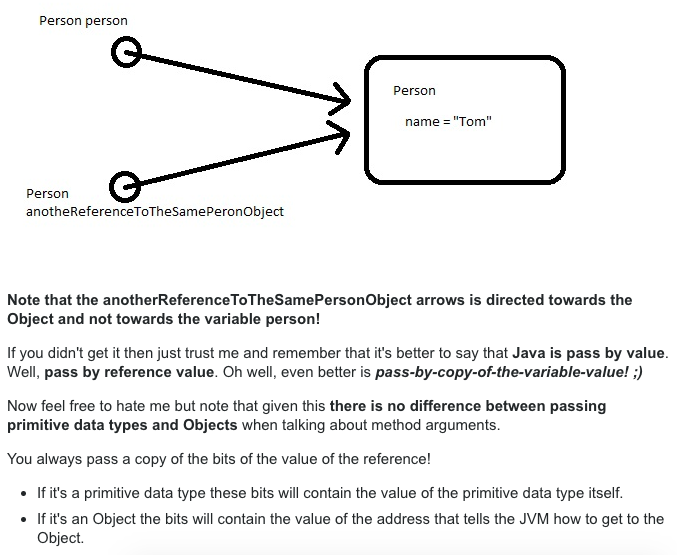 Person person
Person
name = "Tom"
Person
anotheReferenceToTheSamePeronObject
Note that the anotherReferenceToTheSamePersonObject arrows is directed towards the
Object and not towards the variable person!
If you didn't get it then just trust me and remember that it's better to say that Java is pass by value.
Well, pass by reference value. Oh well, even better is pass-by-copy-of-the-variable-value! ;)
Now feel free to hate me but note that given this there is no difference between passing
primitive data types and Objects when talking about method arguments.
You always pass a copy of the bits of the value of the reference!
• If it's a primitive data type these bits will contain the value of the primitive data type itself.
• If it's an Object the bits will contain the value of the address that tells the JVM how to get to the
Object.